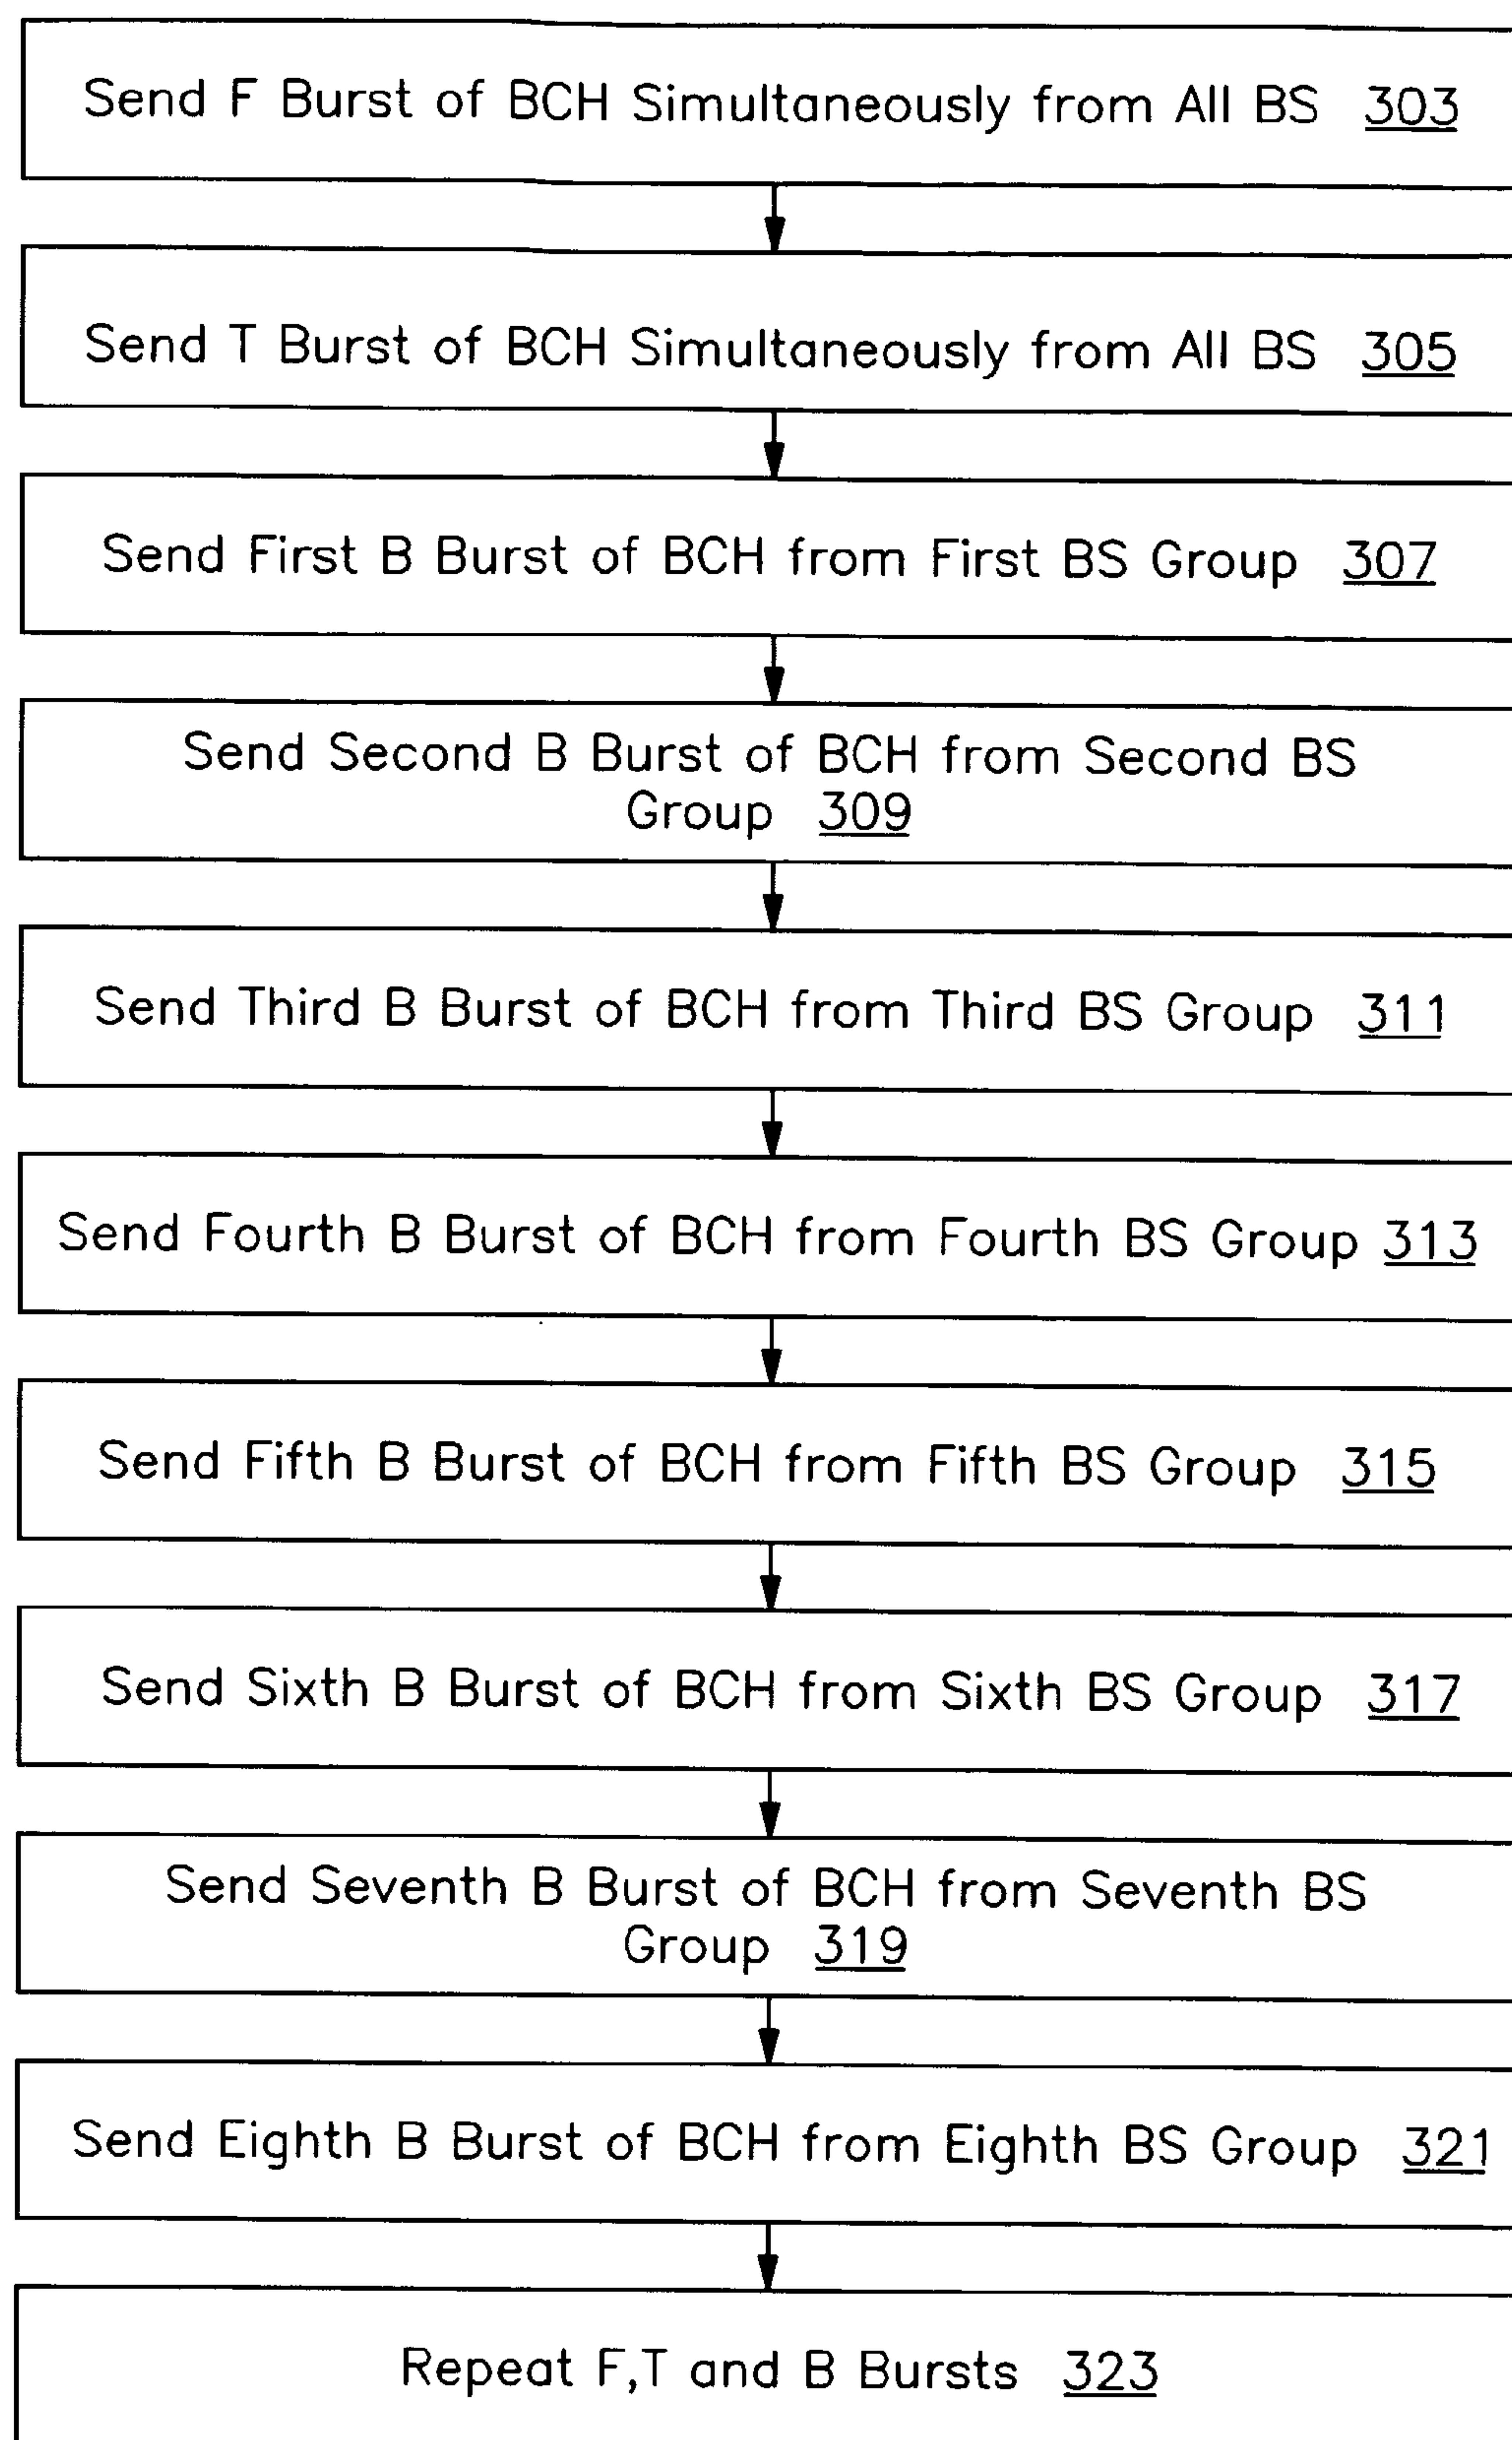 Send F Burst of BCH Simultaneously from All BS 303
Send T Burst of BCH Simultaneously from All BS 305
Send First B Burst of BCH from First BS Group 307
Send Second B Burst of BCH from Second BS
Group 309
Send Third B Burst of BCH from Third BS Group 311
Send Fourth B Burst of BCH from Fourth BS Group 313
Send Fifth B Burst of BCH from Fifth BS Group 315
Send Sixth B Burst of BCH from Sixth BS Group 317
Send Seventh B Burst of BCH from Seventh BS
Group 319
Send Eighth B Burst of BCH from Eighth BS Group 321
Repeat F,T and B Bursts 323